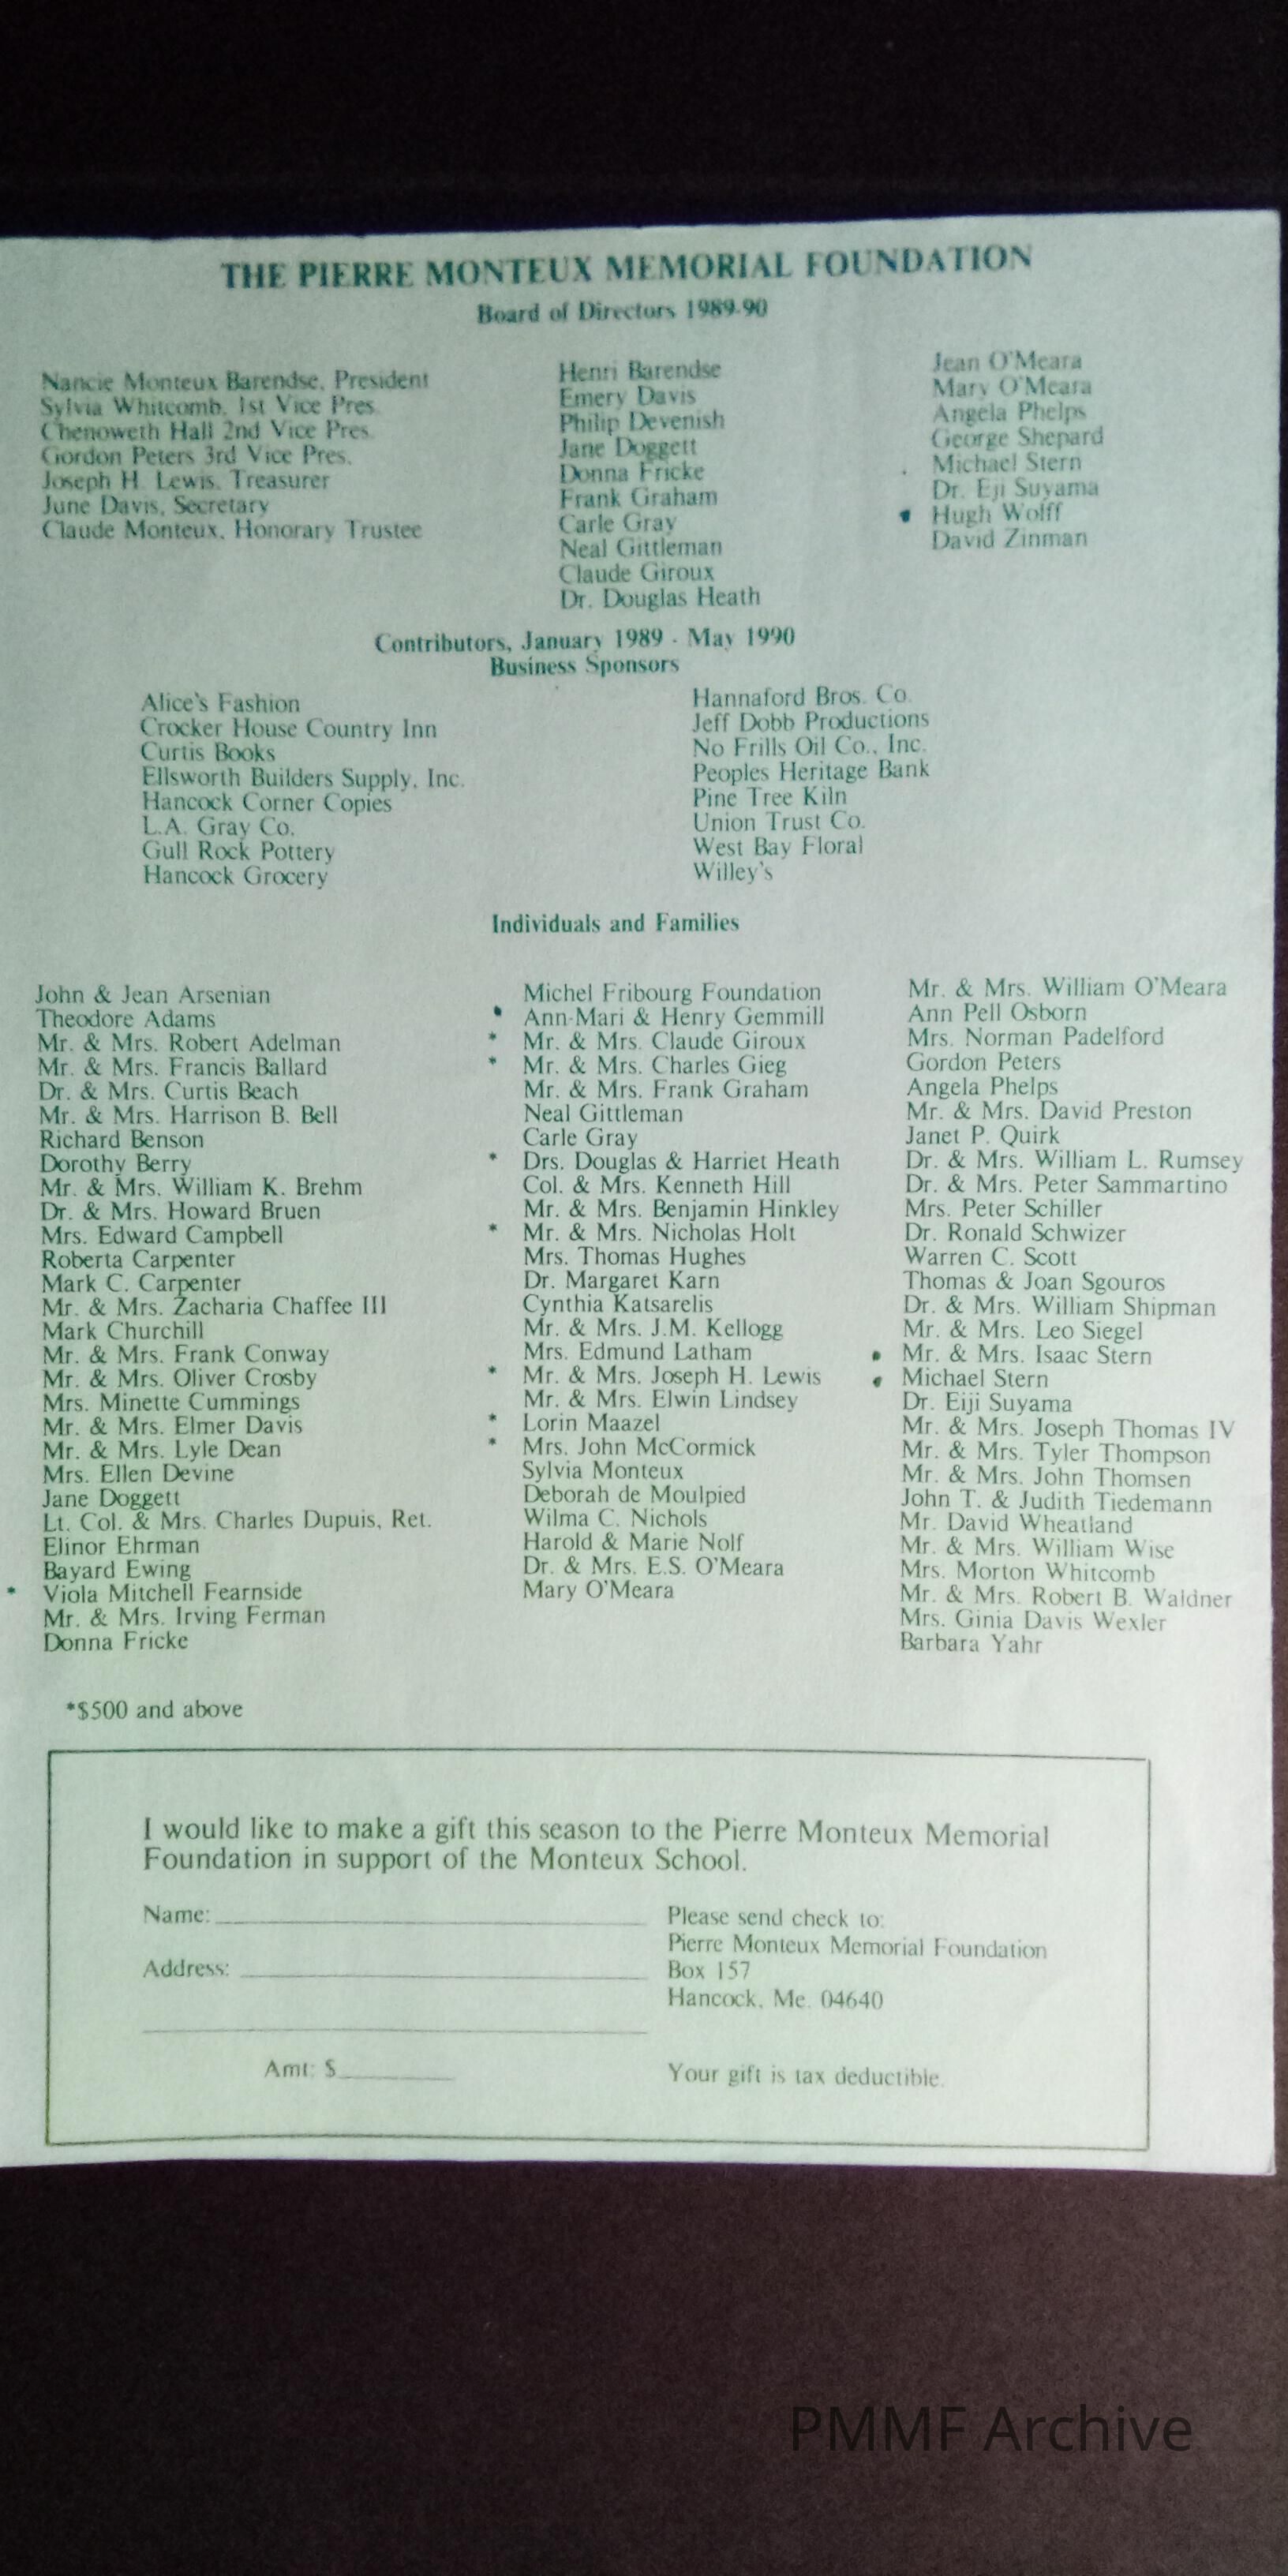 THE PIERRE MONTEUX MEMORIAL FOUNDATION
Board of Directors 1989-90
Nancie Monteux Barendse, President
Sylvia Whitcomb, 1st Vice Pres.
Chenoweth Hall 2nd Vice Pres.
Gordon Peters 3rd Vice Pres.
Joseph H. Lewis, Treasurer
June Davis, Secretary
Claude Monteux, Honorary Trustee
Henri Barendse
Emery Davis
Philip Devenish
Jane Doggett
Donna Fricke
Frank Graham
Carle Gray
Neal Gittleman
Claude Giroux
Dr. Douglas Heath
Jean O'Meara
Mary O'Meara
Angela Phelps
George Shepard
Michael Stern
Dr. Eji Suyama
Hugh Wolff
David Zinman
Contributors, January 1989 - May 1990
Business Sponsors
Alice's Fashion
Crocker House Country Inn
Curtis Books
Ellsworth Builders Supply, Inc.
Hancock Corner Copies
L.A. Gray Co.
Gull Rock Pottery
Hancock Grocery
Hannaford Bros. Co.
Jeff Dobb Productions
No Frills Oil Co., Inc.
Peoples Heritage Bank
Pine Tree Kiln
Union Trust Co.
West Bay Floral
Willey's
Individuals and Families
John & Jean Arsenian
Theodore Adams
Mr. & Mrs. Robert Adelman
Mr. & Mrs. Francis Ballard
Dr. & Mrs. Curtis Beach
Mr. & Mrs. Harrison B. Bell
Richard Benson
Dorothy Berry
Mr. & Mrs. William K. Brehm
Dr. & Mrs. Howard Bruen
Mrs. Edward Campbell
Roberta Carpenter
Mark C. Carpenter
Mr. & Mrs. Zacharia Chaffee III
Mark Churchill
Mr. & Mrs. Frank Conway
Mr. & Mrs. Oliver Crosby
Mrs. Minette Cummings
Mr. & Mrs. Elmer Davis
Mr. & Mrs. Lyle Dean
Mrs. Ellen Devine
Jane Doggett
Lt. Col. & Mrs. Charles Dupuis, Ret.
Elinor Ehrman
Bayard Ewing
* Viola Mitchell Fearnside
Mr. & Mrs. Irving Ferman
Donna Fricke
Michel Fribourg Foundation
* Ann-Mari & Henry Gemmill
* Mr. & Mrs. Claude Giroux
* Mr. & Mrs. Charles Gieg
Mr. & Mrs. Frank Graham
Neal Gittleman
Carle Gray
* Drs. Douglas & Harriet Heath
Col. & Mrs. Kenneth Hill
Mr. & Mrs. Benjamin Hinkley
* Mr. & Mrs. Nicholas Holt
Mrs. Thomas Hughes
Dr. Margaret Karn
Cynthia Katsarelis
Mr. & Mrs. J.M. Kellogg
Mrs. Edmund Latham
* Mr. & Mrs. Joseph H. Lewis
Mr. & Mrs. Elwin Lindsey
* Lorin Maazel
* Mrs. John McCormick
Sylvia Monteux
Deborah de Moulpied
Wilma C. Nichols
Harold & Marie Nolf
Dr. & Mrs. E.S. O'Meara
Mary O'Meara
Mr. & Mrs. William O'Meara
Ann Pell Osborn
Mrs. Norman Padelford
Gordon Peters
Angela Phelps
Mr. & Mrs. David Preston
Janet P. Quirk
Dr. & Mrs. William L. Rumsey
Dr. & Mrs. Peter Sammartino
Mrs. Peter Schiller
Dr. Ronald Schwizer
Warren C. Scott
Thomas & Joan Sgouros
Dr. & Mrs. William Shipman
Mr. & Mrs. Leo Siegel
Mr. & Mrs. Isaac Stern
Michael Stern
Dr. Eiji Suyama
Mr. & Mrs. Joseph Thomas IV
Mr. & Mrs. Tyler Thompson
Mr. & Mrs. John Thomsen
John T. & Judith Tiedemann
Mr. David Wheatland
Mr. & Mrs. William Wise
Mrs. Morton Whitcomb
Mr. & Mrs. Robert B. Waldner
Mrs. Ginia Davis Wexler
Barbara Yahr
*$500 and above
I would like to make a gift this season to the Pierre Monteux Memorial
Foundation in support of the Monteux School.
Name:
Address:
Amt: $
Please send check to:
Pierre Monteux Memorial Foundation
Box 157
Hancock, Me. 04640
Your gift is tax deductible.
PMMF Archive